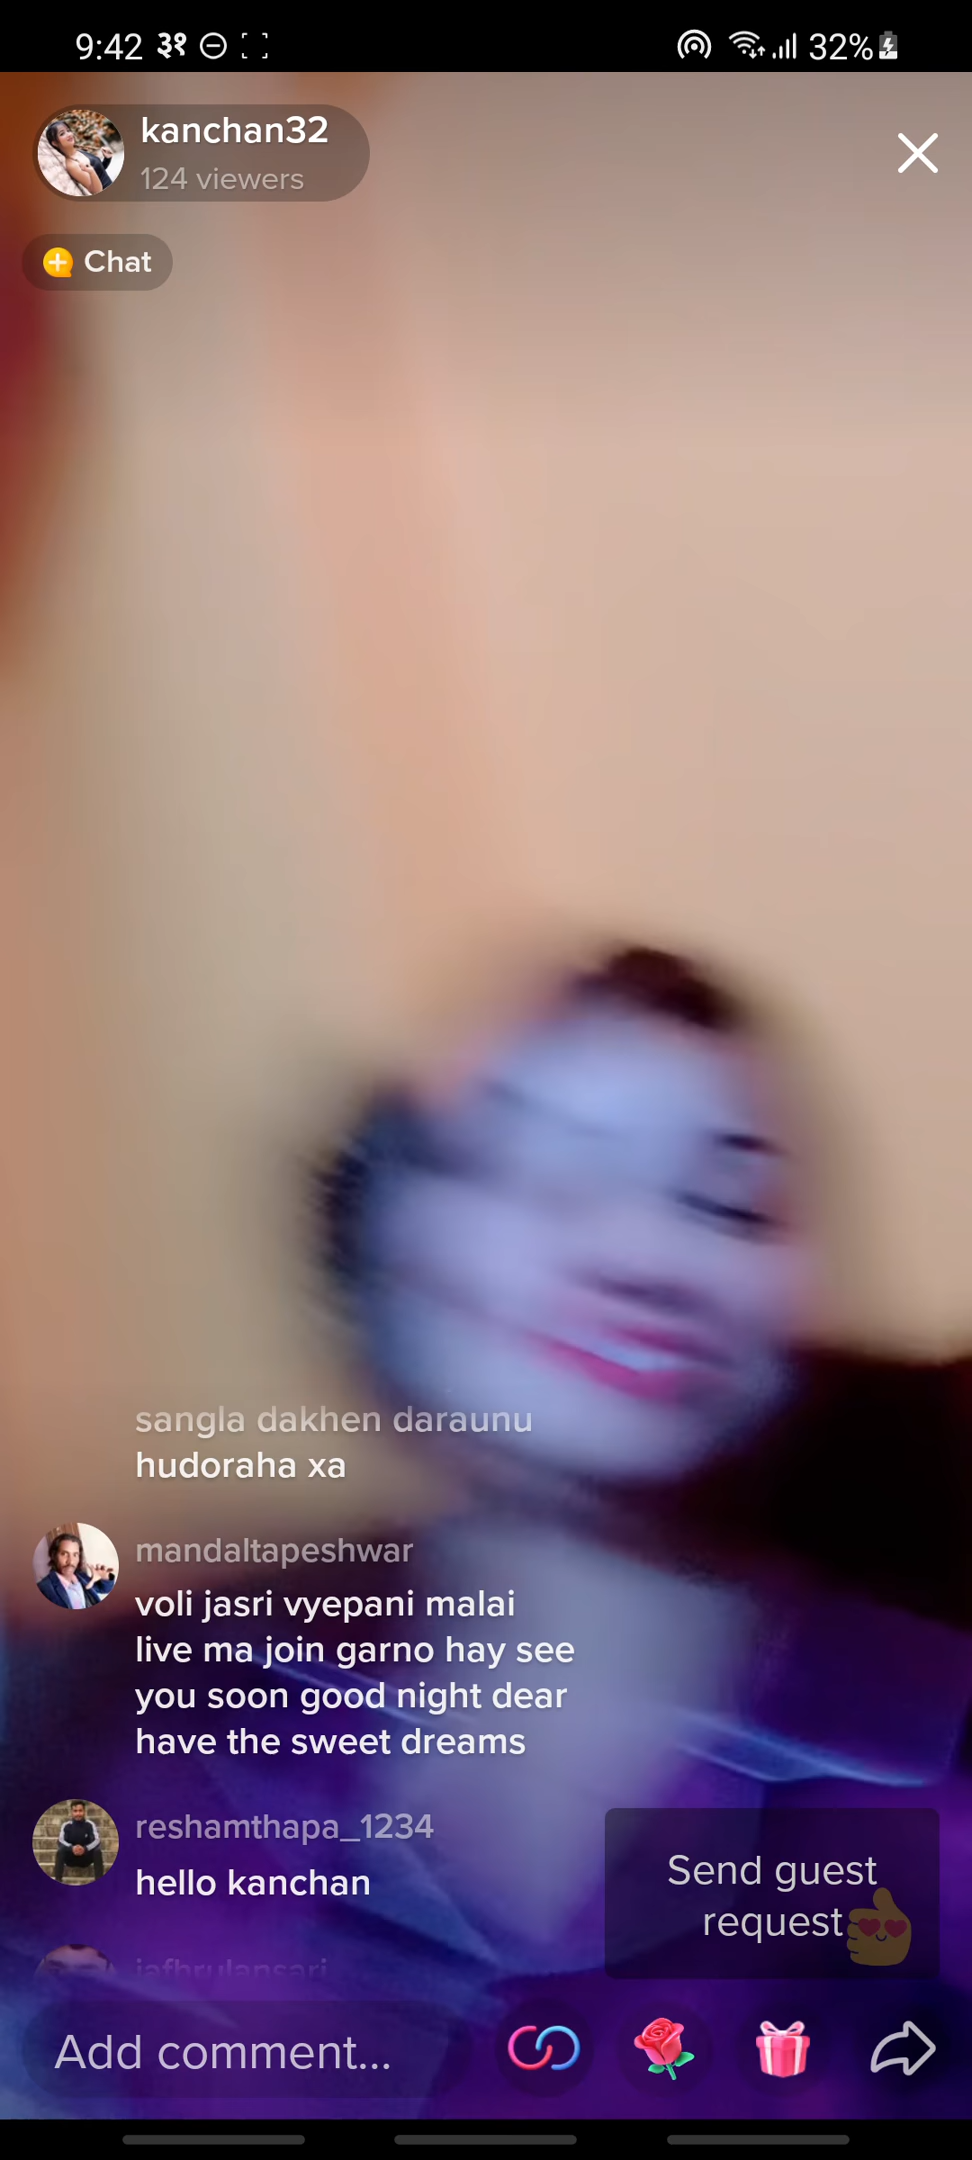 9:42 ३१ 32%
kanchan32
124 viewers
Chat
sangla dakhen daraunu
hudoraha xa
mandaltapeshwar
voli jasri vyepani malai
live ma join garno hay see
you soon good night dear
have the sweet dreams
reshamthapa_1234
hello kanchan
Send guest
request
Add comment...